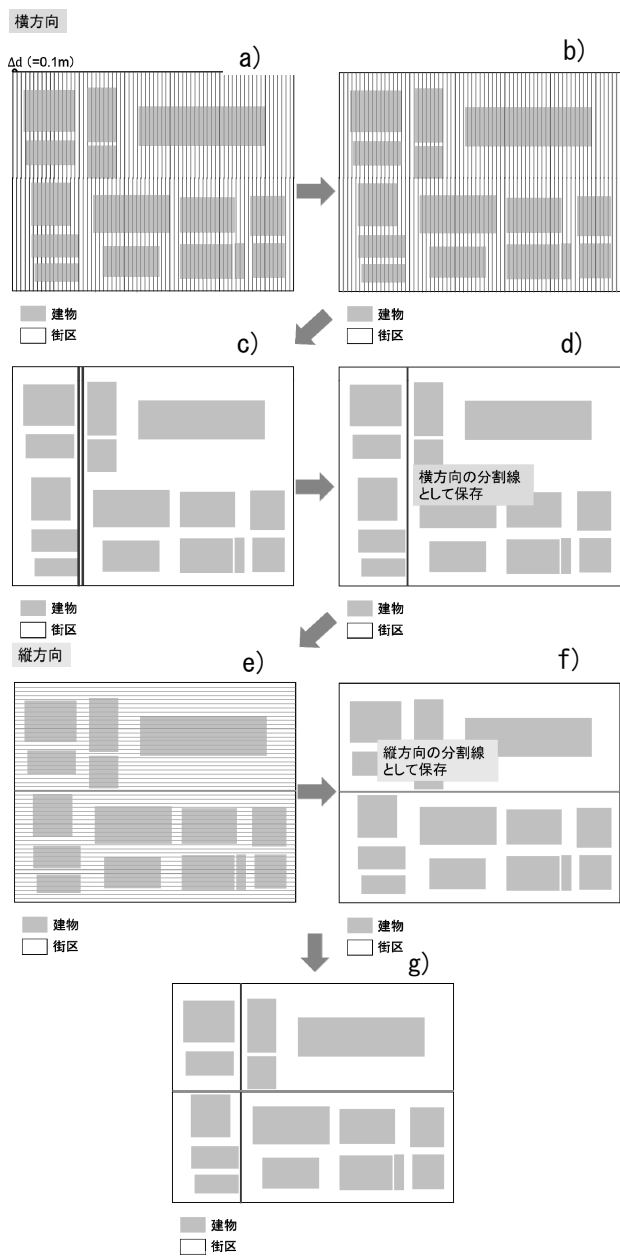 横方向
a)
b)
Δd (=0.1m)
建物
街区
建物
街区
c)
d)
横方向の分割線
として保存
建物
街区
建物
街区
縦方向
e)
f)
縦方向の分割線
として保存
建物
街区
建物
街区
g)
建物
街区